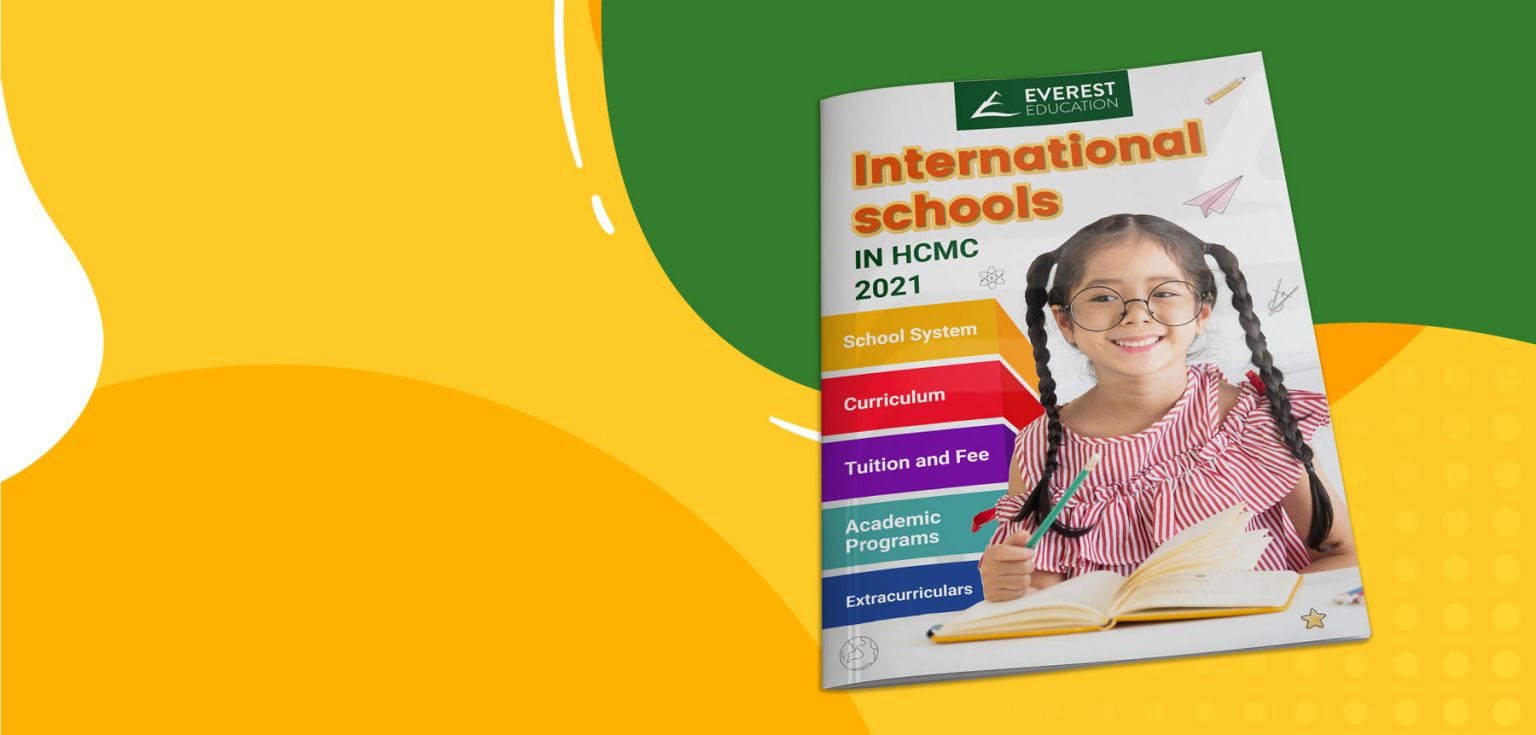 EVEREST
EDUCATION
International
schools
IN HCMC
2021
School System
Curriculum
Tuition and Fee
Academic
Programs
Extracurriculars